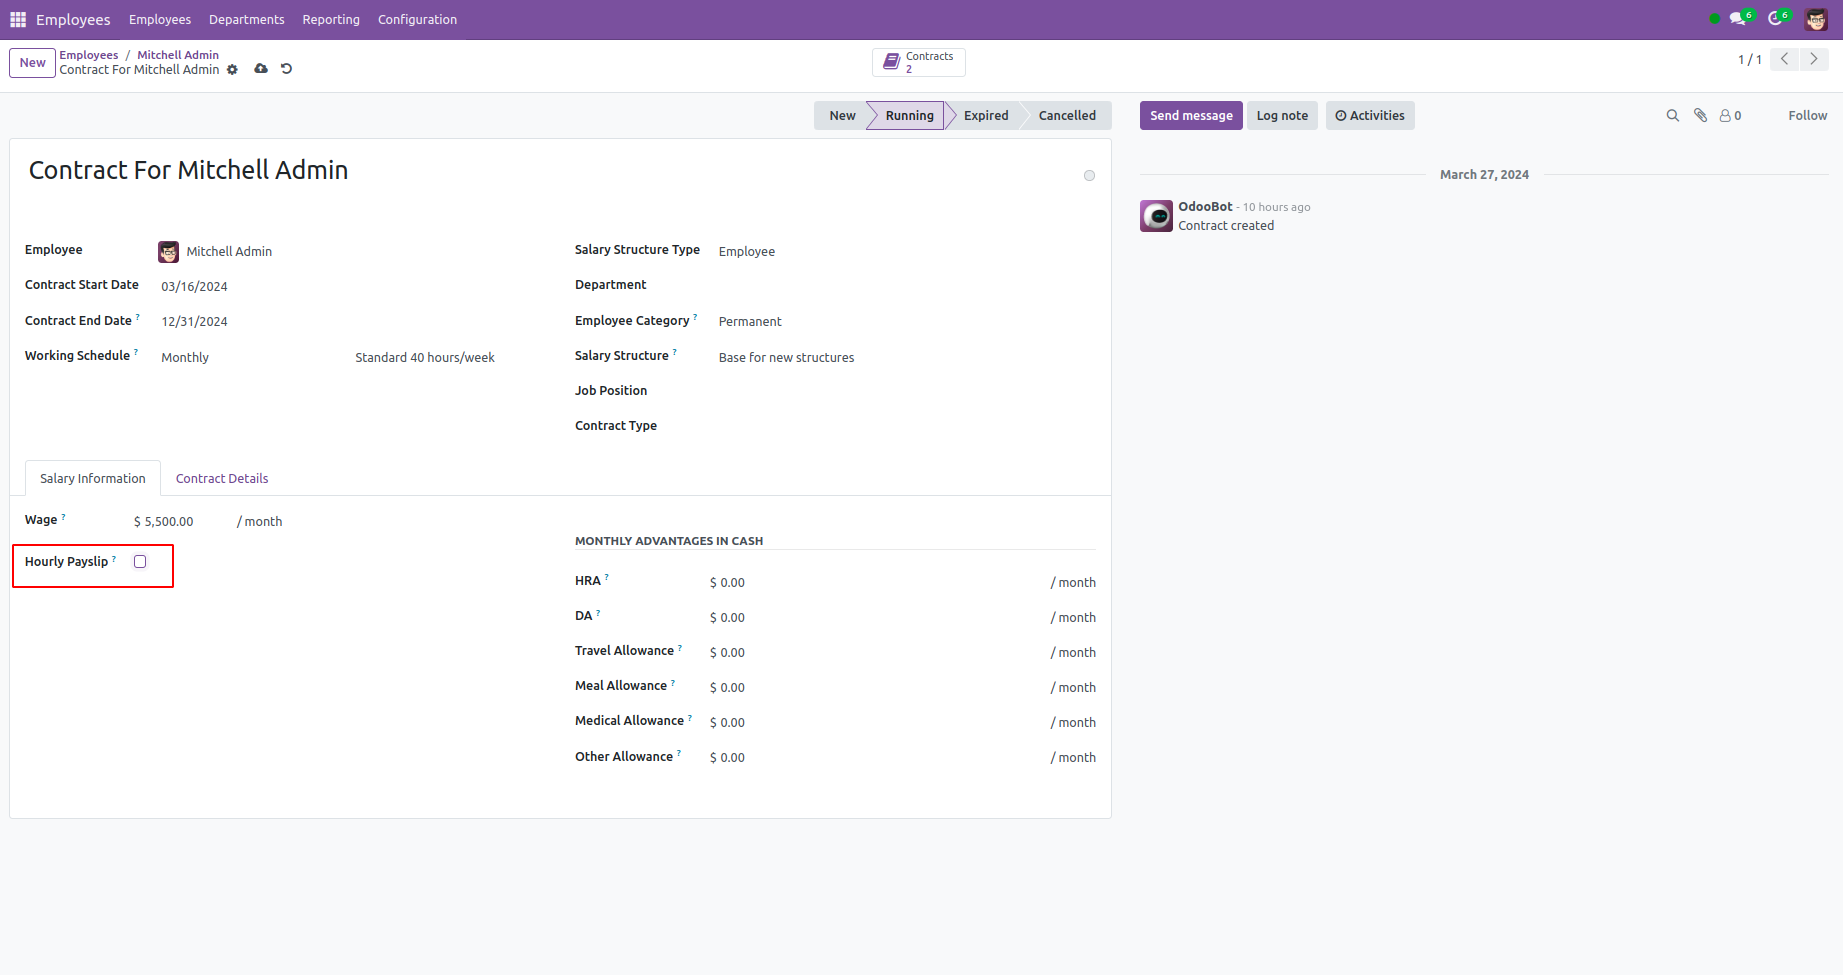 Employees Employees Departments Reporting Configuration 6 6
New Employees / Mitchell Admin
Contract For Mitchell Admin
Contracts
2
1 / 1
New Running Expired Cancelled
Send message Log note Activities 0 Follow
Contract For Mitchell Admin
Employee Mitchell Admin
Contract Start Date 03/16/2024
Contract End Date ? 12/31/2024
Working Schedule ? Monthly Standard 40 hours/week
Salary Structure Type Employee
Department
Employee Category ? Permanent
Salary Structure ? Base for new structures
Job Position
Contract Type
Salary Information Contract Details
Wage ? $ 5,500.00 / month
Hourly Payslip ?
MONTHLY ADVANTAGES IN CASH
HRA ? $ 0.00 / month
DA ? $ 0.00 / month
Travel Allowance ? $ 0.00 / month
Meal Allowance ? $ 0.00 / month
Medical Allowance ? $ 0.00 / month
Other Allowance ? $ 0.00 / month
March 27, 2024
OdooBot - 10 hours ago
Contract created